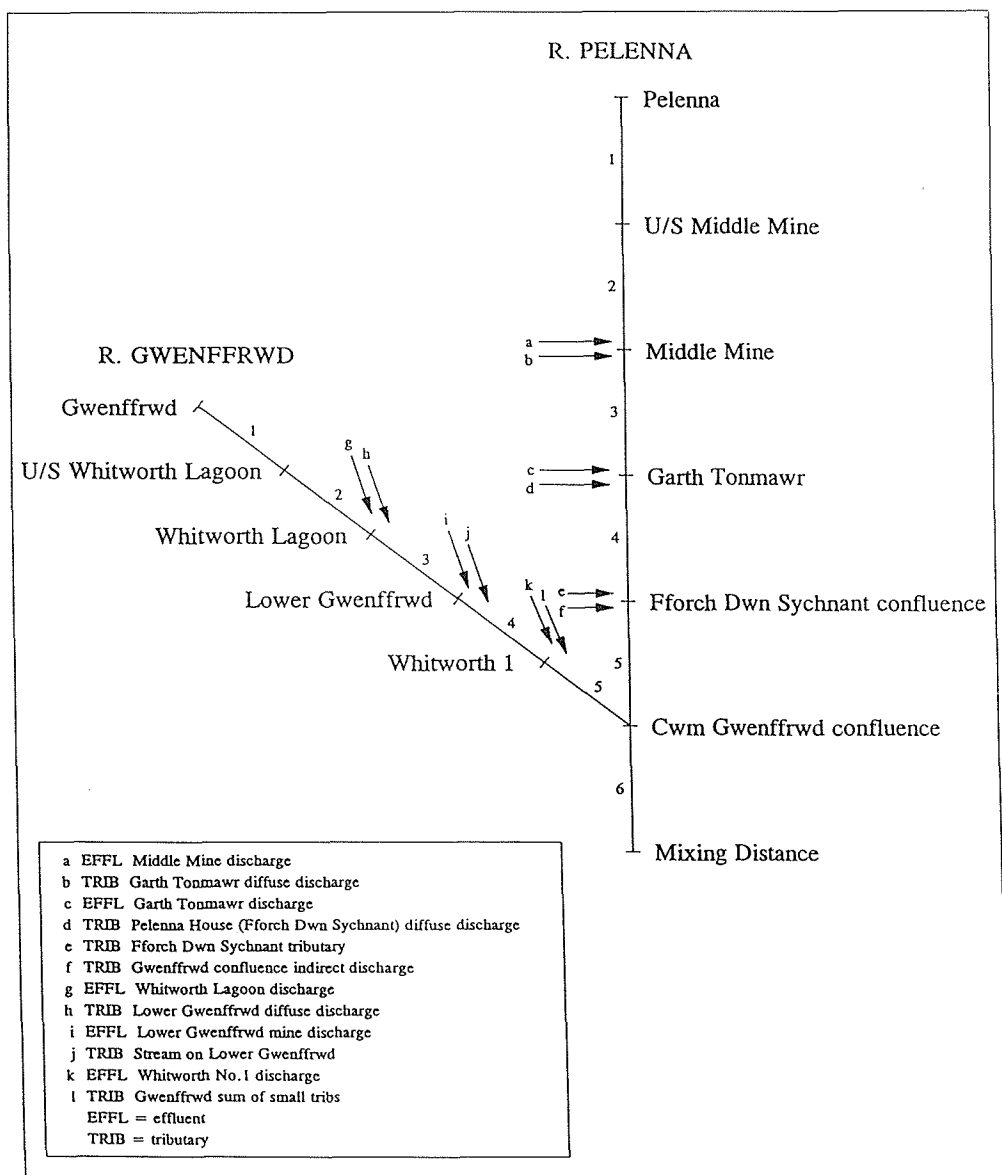 R. PELENNA
Pelenna
1
U/S Middle Mine
2
a
b
Middle Mine
3
c
d
Garth Tonmawr
4
e
f
Fforch Dwn Sychnant confluence
5
Cwm Gwenffrwd confluence
6
Mixing Distance
R. GWENFFRWD
Gwenffrwd
1
U/S Whitworth Lagoon
2
g
h
Whitworth Lagoon
3
i
j
Lower Gwenffrwd
4
k
l
Whitworth 1
5
a EFFL Middle Mine discharge
b TRIB Garth Tonmawr diffuse discharge
c EFFL Garth Tonmawr discharge
d TRIB Pelenna House (Fforch Dwn Sychnant) diffuse discharge
e TRIB Fforch Dwn Sychnant tributary
f TRIB Gwenffrwd confluence indirect discharge
g EFFL Whitworth Lagoon discharge
h TRIB Lower Gwenffrwd diffuse discharge
i EFFL Lower Gwenffrwd mine discharge
j TRIB Stream on Lower Gwenffrwd
k EFFL Whitworth No.1 discharge
l TRIB Gwenffrwd sum of small tribs
EFFL = effluent
TRIB = tributary